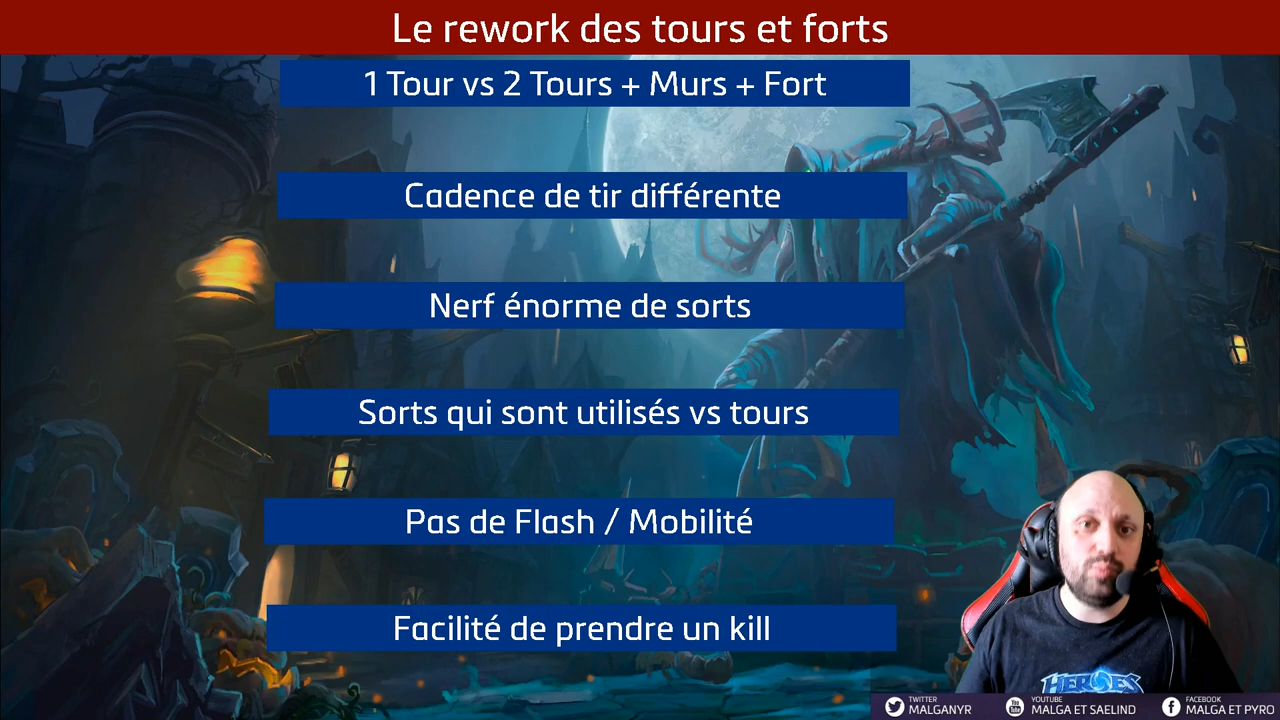 Le rework des tours et forts
1 Tour vs 2 Tours + Murs + Fort
Cadence de tir différente
Nerf énorme de sorts
Sorts qui sont utilisés vs tours
Pas de Flash / Mobilité
Facilité de prendre un kill
HEROES
TWITTER
MALGANYR
You Tube
YOUTUBE
MALGA ET SAELIND
FACEBOOK
MALGA ET PYRO